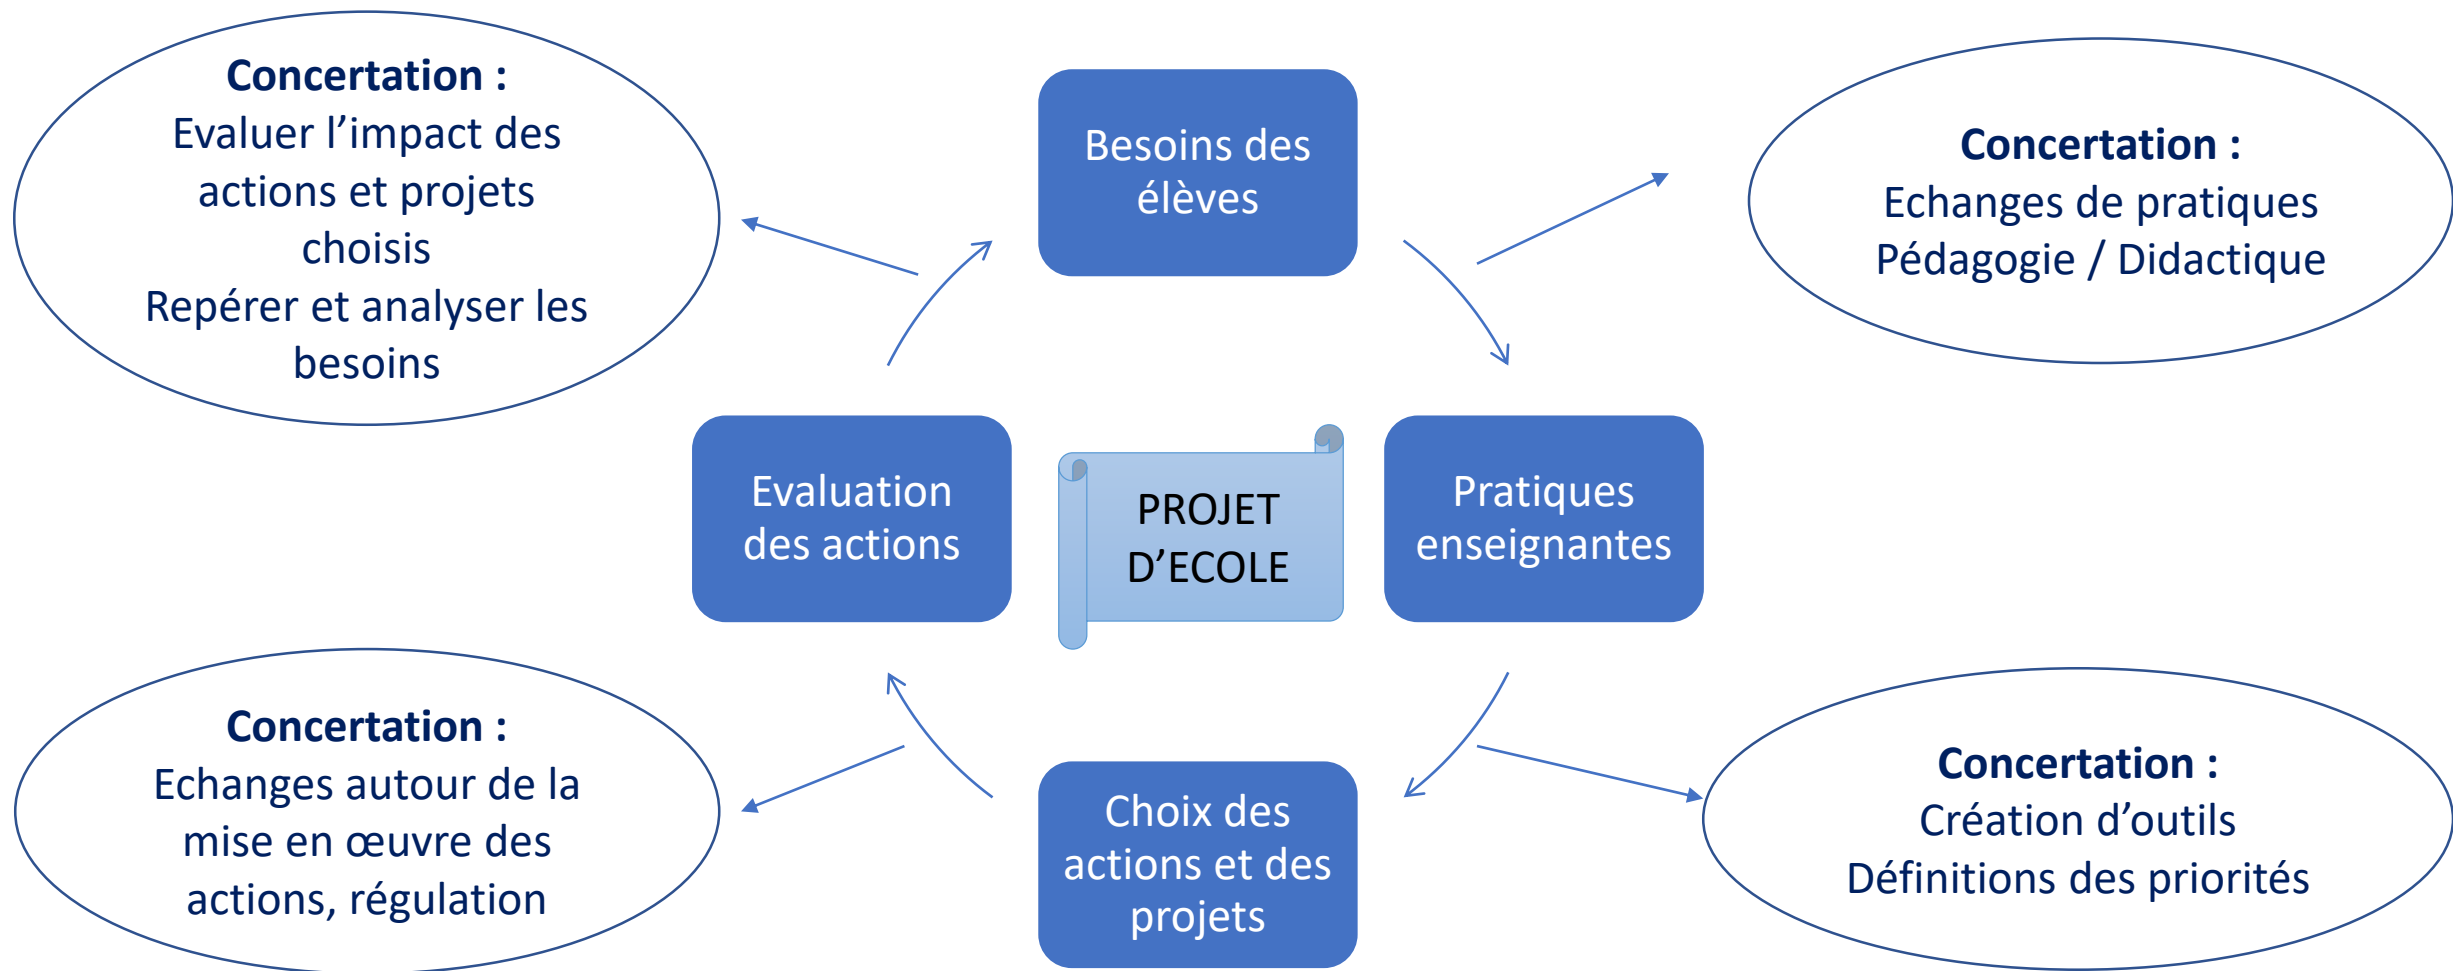 Concertation :
Evaluer l’impact des
actions et projets
choisis
Repérer et analyser les
besoins
Besoins des
élèves
Concertation :
Echanges de pratiques
Pédagogie / Didactique
Evaluation
des actions
PROJET
D’ECOLE
Pratiques
enseignantes
Concertation :
Echanges autour de la
mise en œuvre des
actions, régulation
Choix des
actions et des
projets
Concertation :
Création d’outils
Définitions des priorités